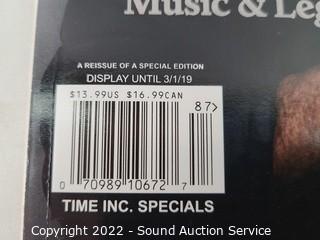 Music & Leg
A REISSUE OF A SPECIAL EDITION
DISPLAY UNTIL 3/1/19
$13.99US $16.99CAN
87>
0 70989 10672 7
TIME INC. SPECIALS
Copyright 2022 - Sound Auction Service